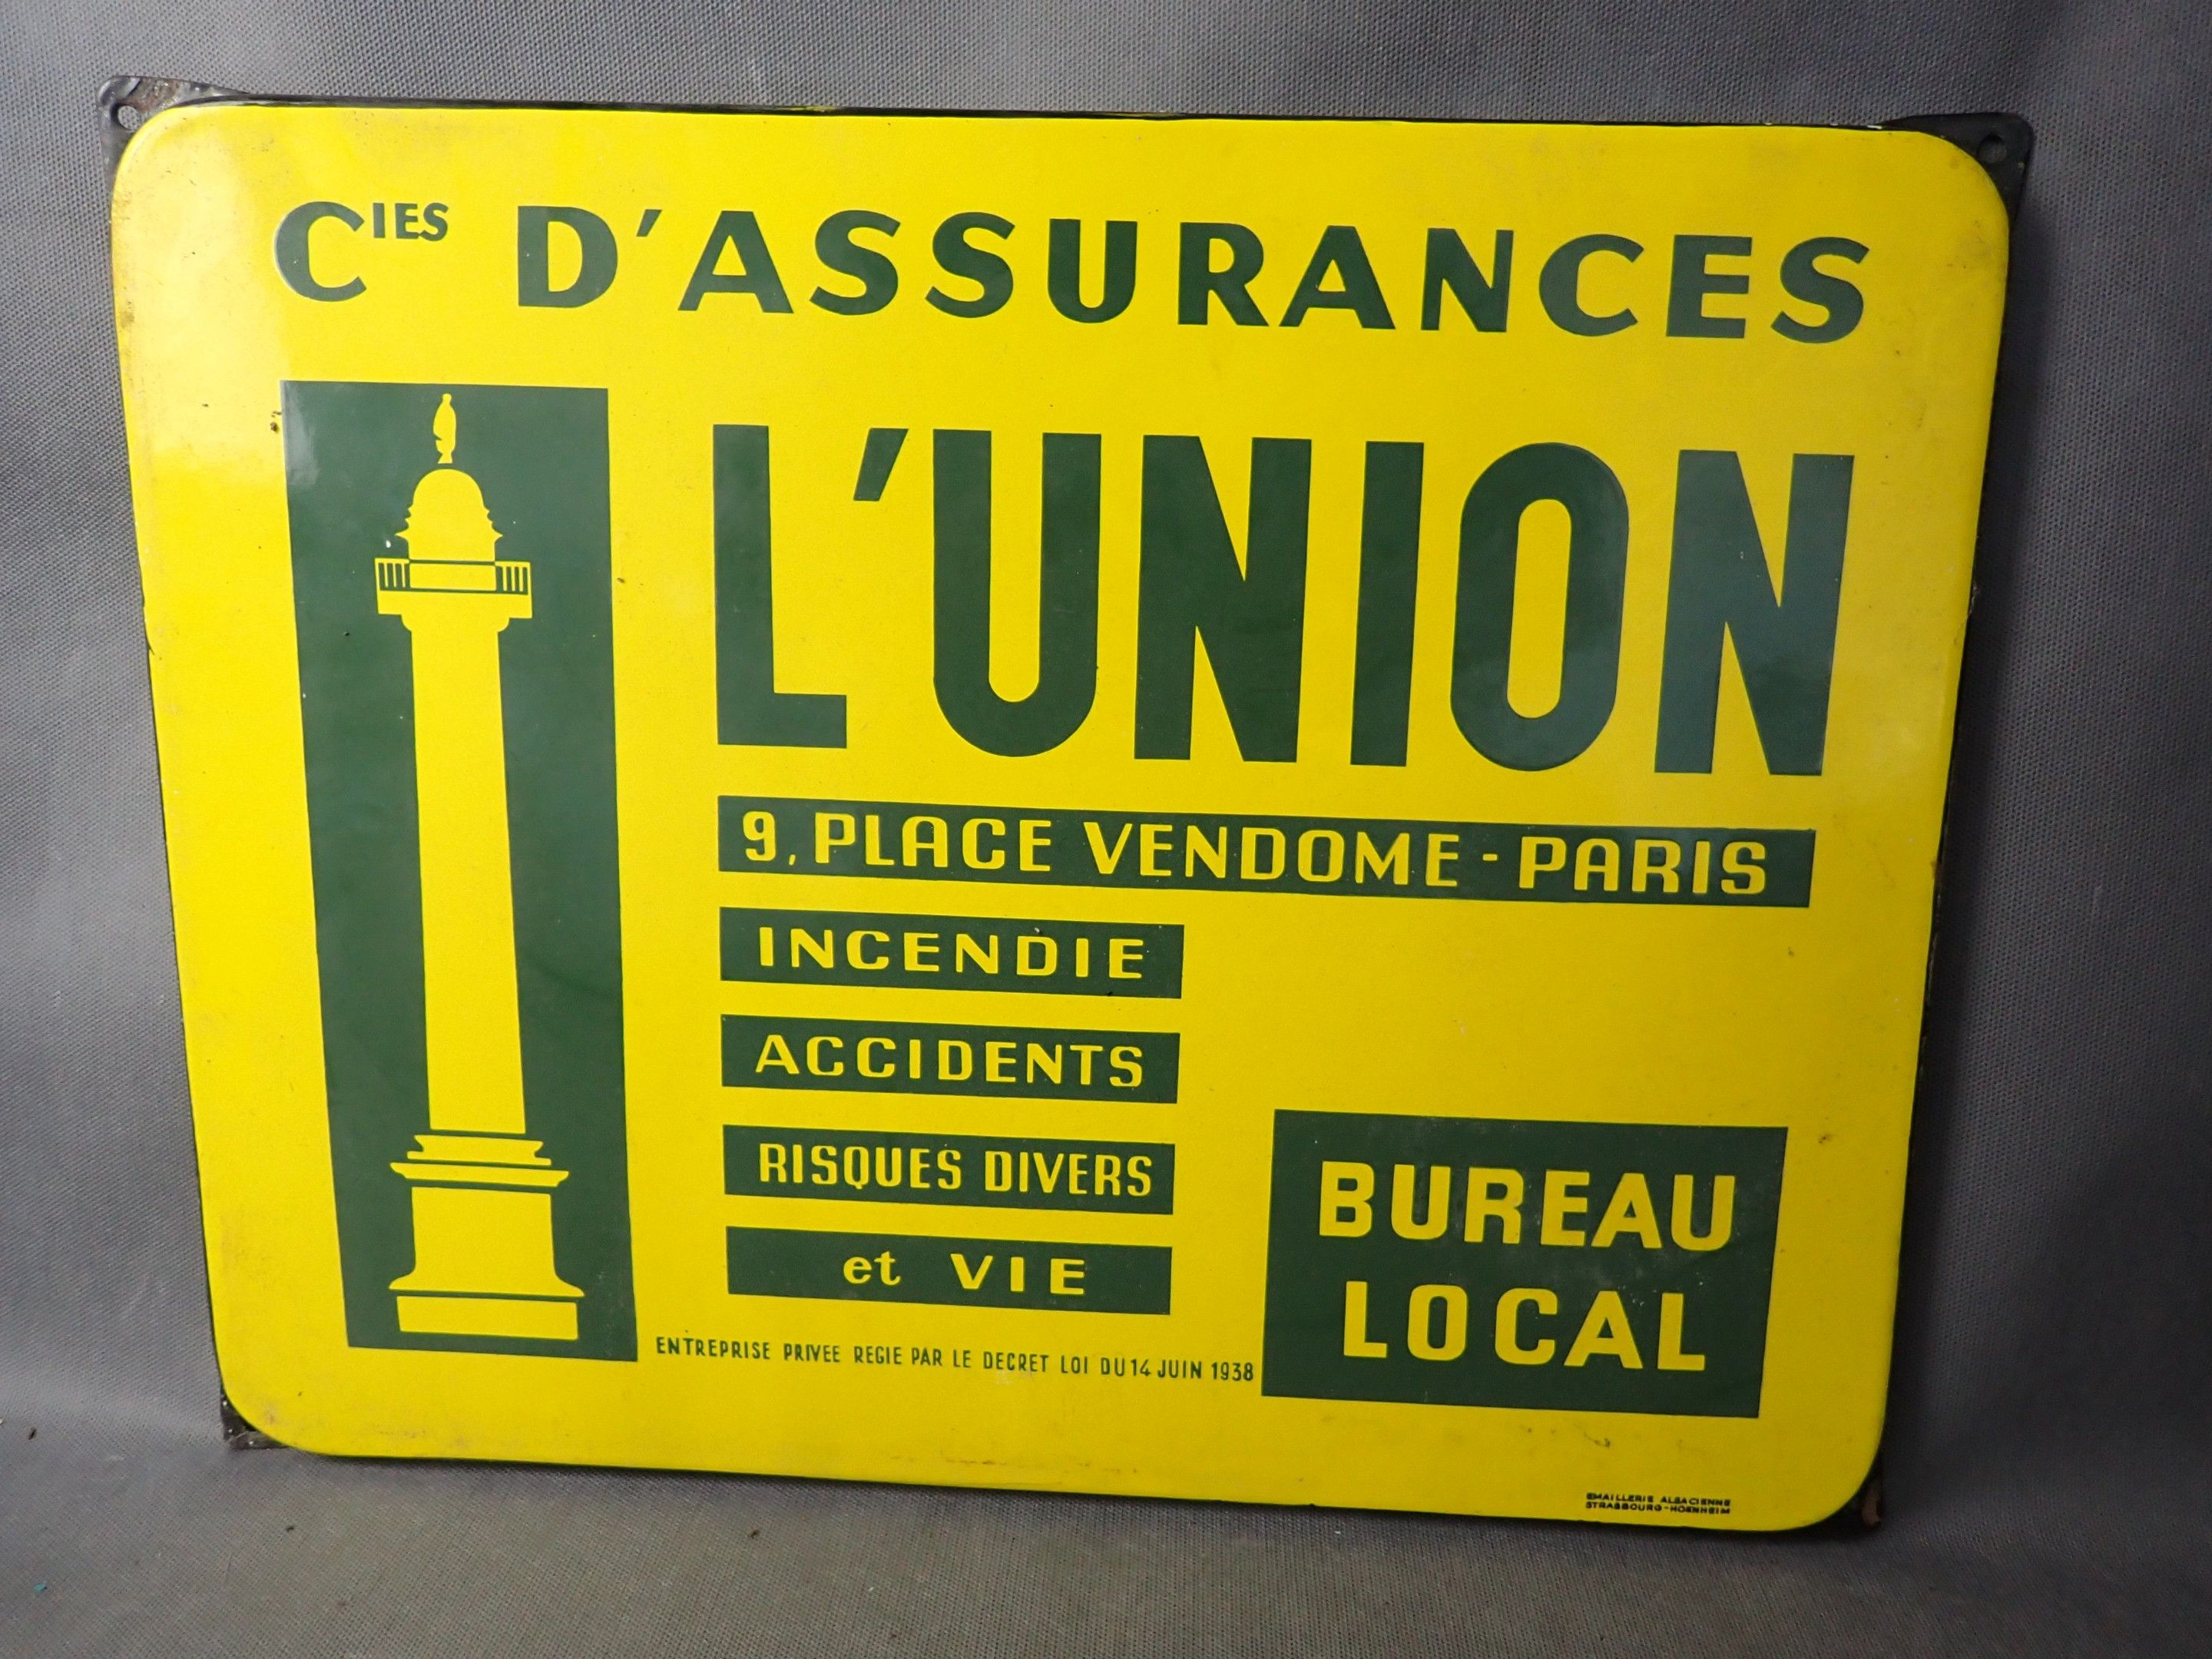 CIES D'ASSURANCES
L'UNION
9, PLACE VENDOME - PARIS
INCENDIE
ACCIDENTS
RISQUES DIVERS
et VIE
BUREAU
LOCAL
ENTREPRISE PRIVEE REGIE PAR LE DECRET LOI DU 14 JUIN 1938
EMAILLERIE ALSACIENNE
STRASBOURG-HOENHEIM